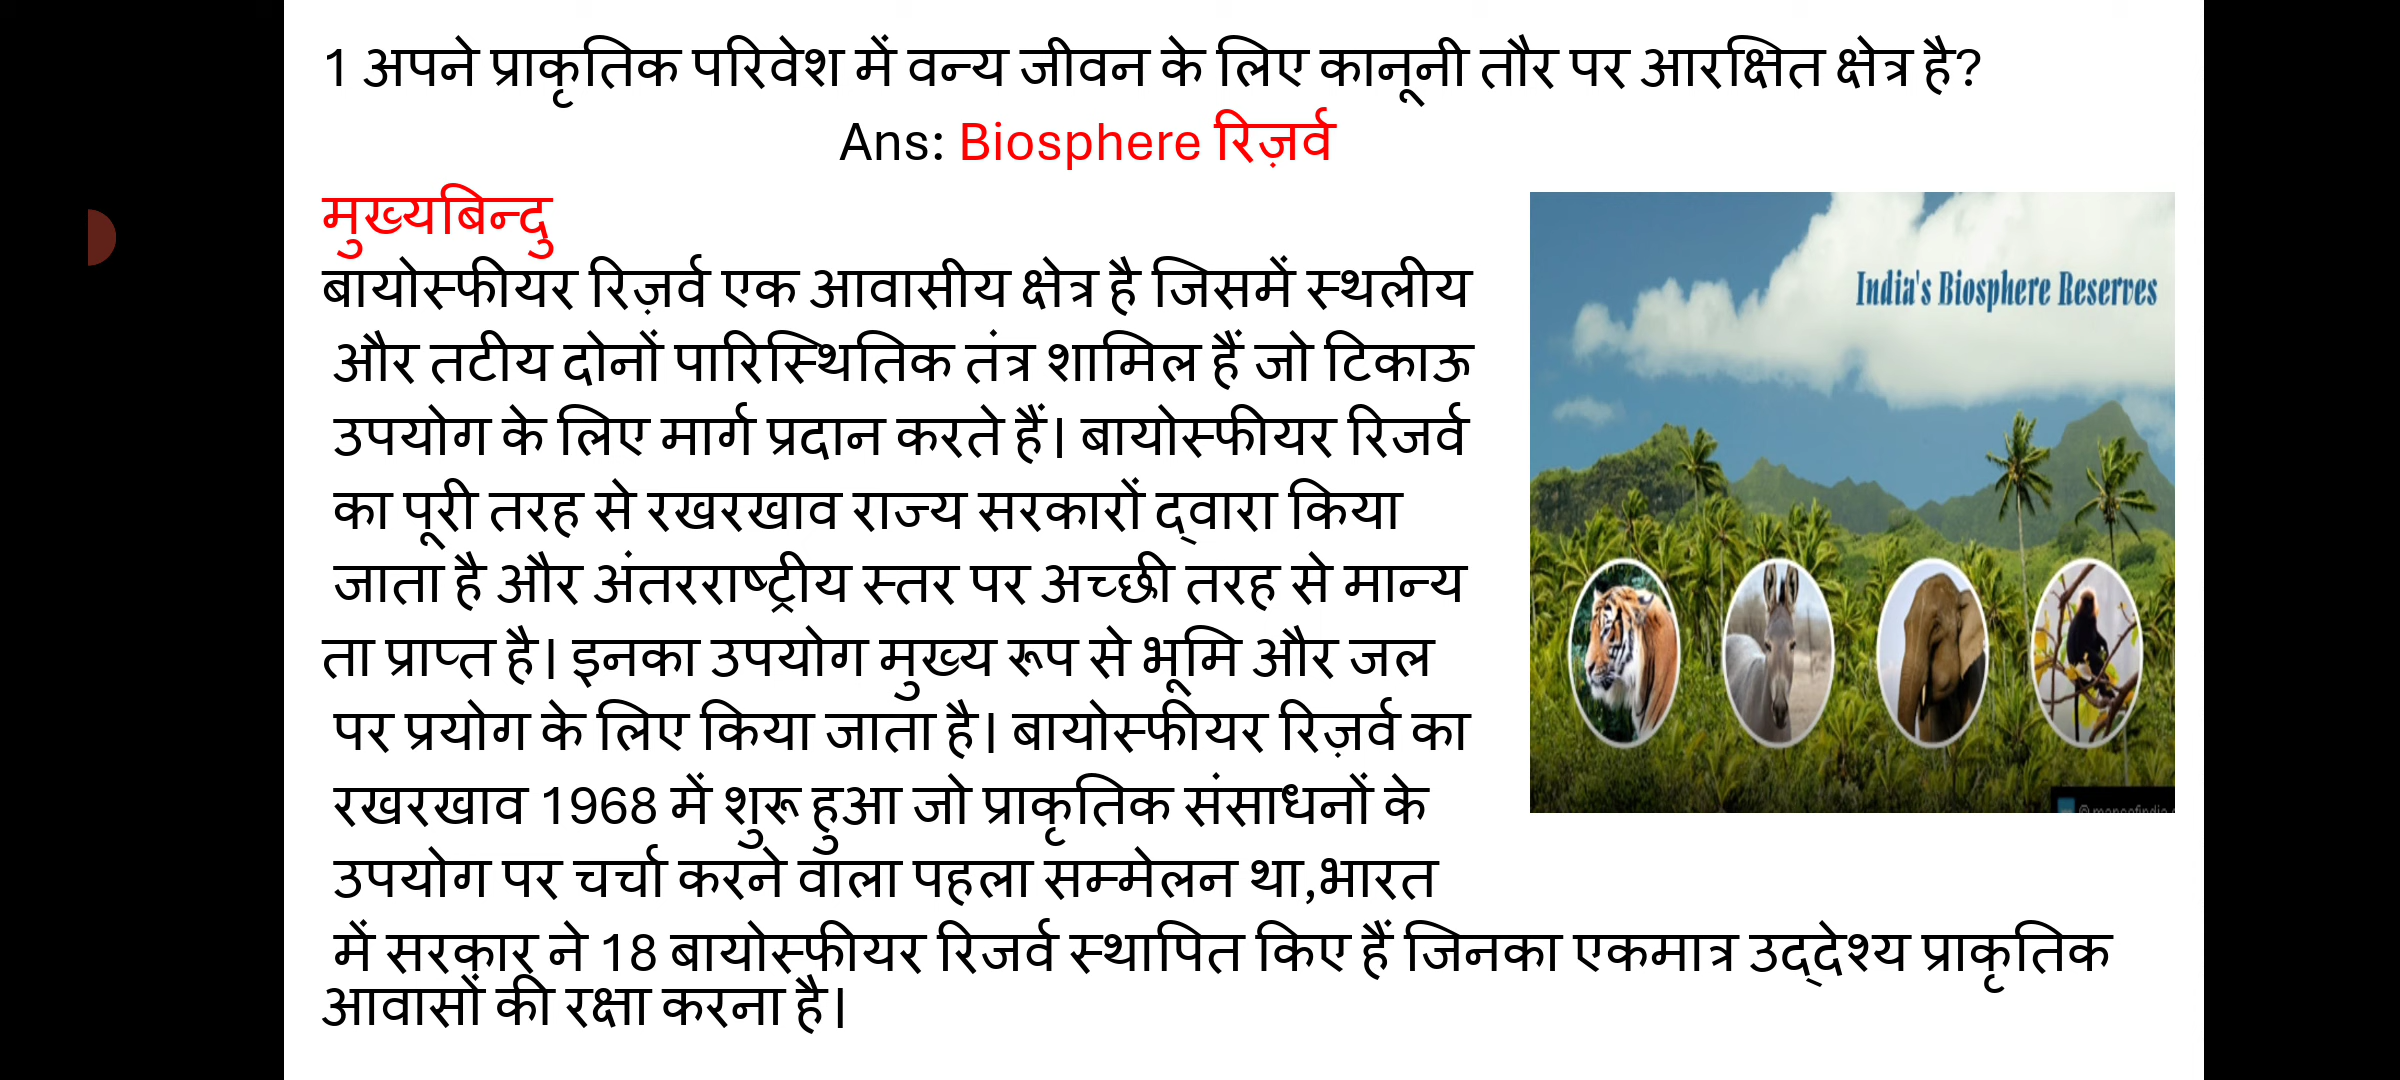 1 अपने प्राकृतिक परिवेश में वन्य जीवन के लिए कानूनी तौर पर आरक्षित क्षेत्र है?
Ans: Biosphere रिज़र्व
मुख्यबिन्दु
बायोस्फीयर रिज़र्व एक आवासीय क्षेत्र है जिसमें स्थलीय
और तटीय दोनों पारिस्थितिक तंत्र शामिल हैं जो टिकाऊ
उपयोग के लिए मार्ग प्रदान करते हैं। बायोस्फीयर रिजर्व
का पूरी तरह से रखरखाव राज्य सरकारों द्वारा किया
जाता है और अंतरराष्ट्रीय स्तर पर अच्छी तरह से मान्य
ता प्राप्त है। इनका उपयोग मुख्य रूप से भूमि और जल
पर प्रयोग के लिए किया जाता है। बायोस्फीयर रिज़र्व का
रखरखाव 1968 में शुरू हुआ जो प्राकृतिक संसाधनों के
उपयोग पर चर्चा करने वाला पहला सम्मेलन था,भारत
में सरकार ने 18 बायोस्फीयर रिजर्व स्थापित किए हैं जिनका एकमात्र उद्देश्य प्राकृतिक
आवासों की रक्षा करना है।
India's Biosphere Reserves